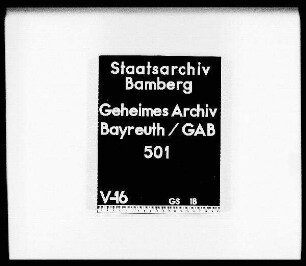 Staatsarchiv
Bamberg
Geheimes Archiv
Bayreuth / GAB
501
V-16 GS 18